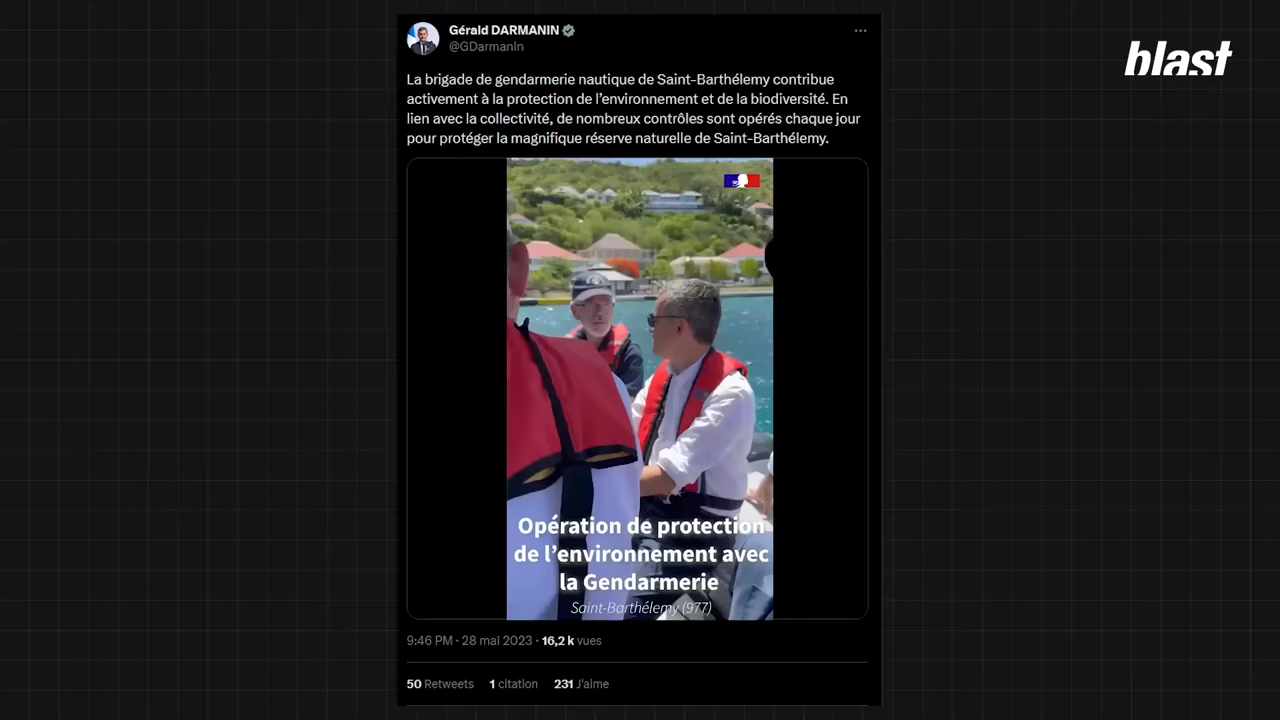 Gérald DARMANIN
@GDarmanin
blast
La brigade de gendarmerie nautique de Saint-Barthélemy contribue
activement à la protection de l'environnement et de la biodiversité. En
lien avec la collectivité, de nombreux contrôles sont opérés chaque jour
pour protéger la magnifique réserve naturelle de Saint-Barthélemy.
Opération de protection
de l'environnement avec
la Gendarmerie
Saint-Barthélemy (977)
9:46 PM · 28 mai 2023 · 16,2 k vues
50 Retweets 1 citation 231 J'aime